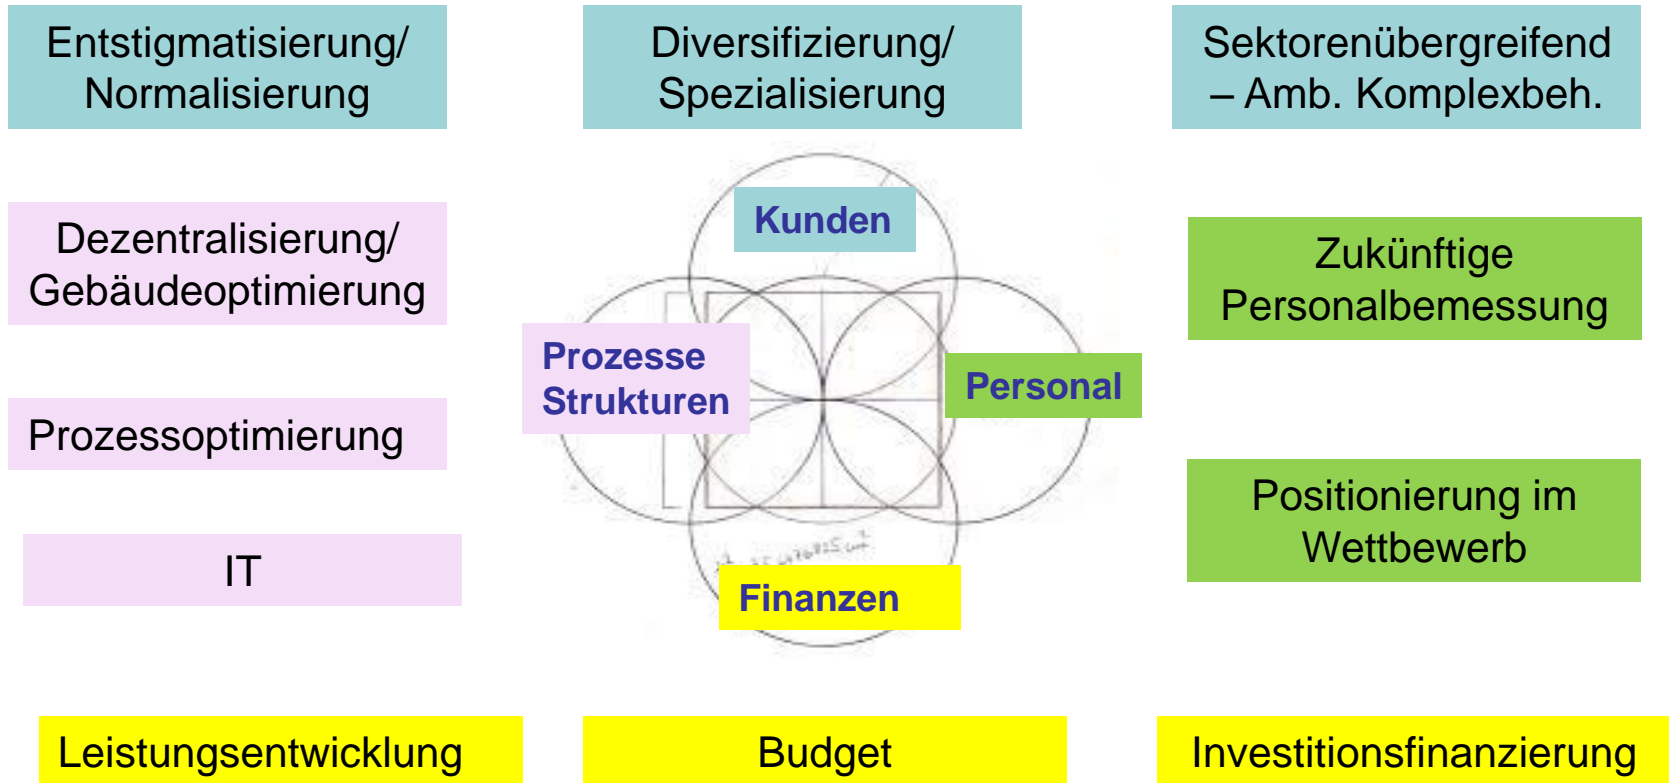 Entstigmatisierung/
Normalisierung
Diversifizierung/
Spezialisierung
Sektorenübergreifend
– Amb. Komplexbeh.
Kunden
Dezentralisierung/
Gebäudeoptimierung
Zukünftige
Personalbemessung
Prozesse
Strukturen
Personal
Prozessoptimierung
Positionierung im
Wettbewerb
IT
Finanzen
Leistungsentwicklung
Budget
Investitionsfinanzierung